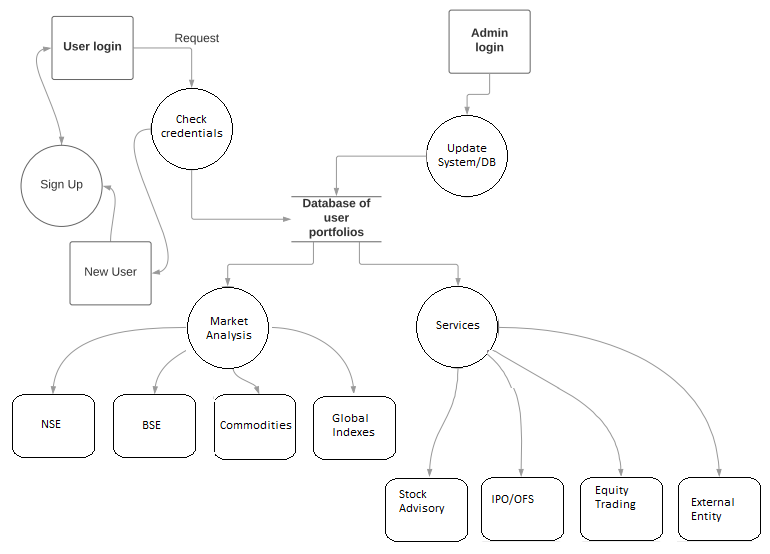 User login
Request
Admin
login
Check
credentials
Update
System/DB
Sign Up
Database of
user
portfolios
New User
Market
Analysis
Services
NSE
BSE
Commodities
Global
Indexes
Stock
Advisory
IPO/OFS
Equity
Trading
External
Entity